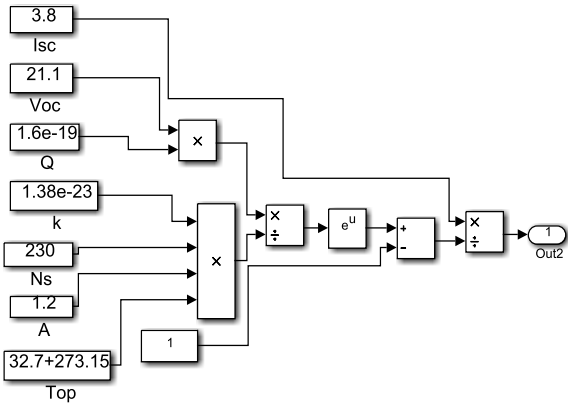 3.8
Isc
21.1
Voc
1.6e-19
Q
×
1.38e-23
k
230
Ns
1.2
A
32.7+273.15
Top
×
×
÷
e^u
1
+
−
×
÷
1
Out2